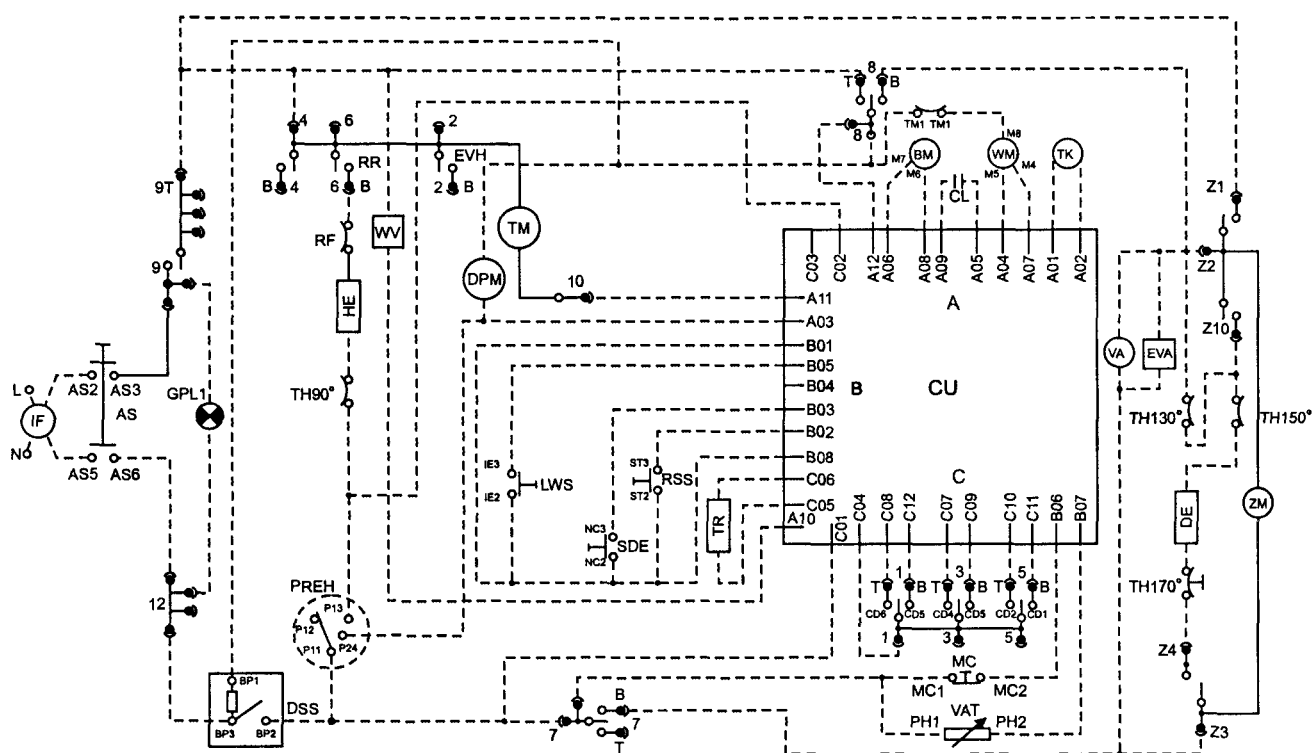 8
T B
4 6 2
TM1 TM1
8
M8
M7 BM WM TK
M6 M5 M4
CL
9T
RR EVH
B 4 6 B 2 B
Z1
RF WV TM
Z2
9
C03 C02 A12 A06 A08 A09 A05 A04 A07 A01 A02
DPM 10
A11 A
HE
A03
Z10
B01
VA EVA
B05
AS2 AS3 GPL1 TH90°
B04 B CU
L
IF AS
B03
TH130° TH150°
N
B02
AS5 AS6
B08
IE3 ST3
LWS RSS
C06 C
IE2 ST2
C05
TR DE ZM
A10 C01 C04 C08 C12 C07 C09 C10 C11 B06 B07
NC3
SDE
NC2
1 3 5
T B T B T B
TH170°
PREH
12
P13
CD6 CD5 CD4 CD5 CD2 CD1
P12
P24
P11
1 3 5
Z4
MC
MC1 MC2
BP1
DSS
B
VAT
7 7
PH1 PH2
Z3
BP3 BP2
T